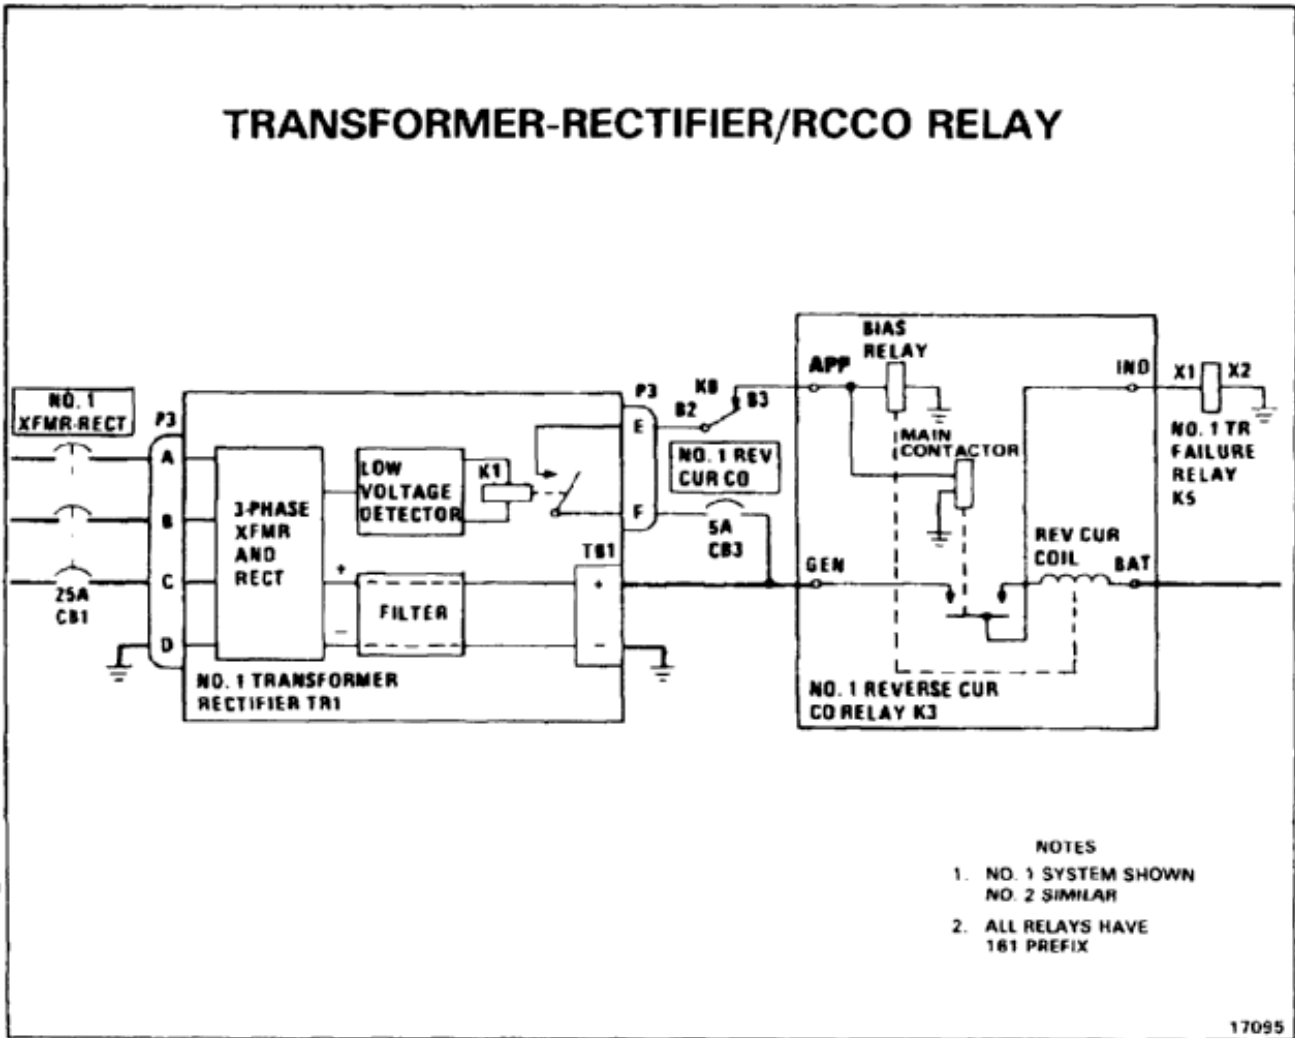 TRANSFORMER-RECTIFIER/RCCO RELAY
NO. 1
XFMR-RECT
P3
A
B
C
D
25A
CB1
3-PHASE
XFMR
AND
RECT
LOW
VOLTAGE
DETECTOR
K1
+
−
FILTER
TB1
+
−
NO. 1 TRANSFORMER
RECTIFIER TR1
P3
E
F
B2
K8
B3
NO. 1 REV
CUR CO
5A
CB3
APP
BIAS
RELAY
MAIN
CONTACTOR
GEN
IND
REV CUR
COIL
BAT
NO. 1 REVERSE CUR
CO RELAY K3
X1
X2
NO. 1 TR
FAILURE
RELAY
K5
NOTES
1. NO. 1 SYSTEM SHOWN
NO. 2 SIMILAR
2. ALL RELAYS HAVE
161 PREFIX
17095